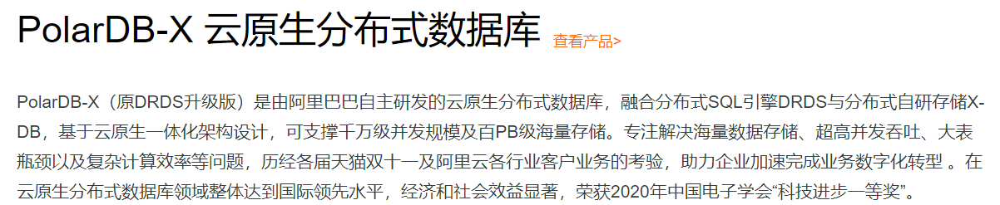 PolarDB-X 云原生分布式数据库 查看产品>
PolarDB-X（原DRDS升级版）是由阿里巴巴自主研发的云原生分布式数据库，融合分布式SQL引擎DRDS与分布式自研存储X-
DB，基于云原生一体化架构设计，可支撑千万级并发规模及百PB级海量存储。专注解决海量数据存储、超高并发吞吐、大表
瓶颈以及复杂计算效率等问题，历经各届天猫双十一及阿里云各行业客户业务的考验，助力企业加速完成业务数字化转型 。在
云原生分布式数据库领域整体达到国际领先水平，经济和社会效益显著，荣获2020年中国电子学会“科技进步一等奖”。